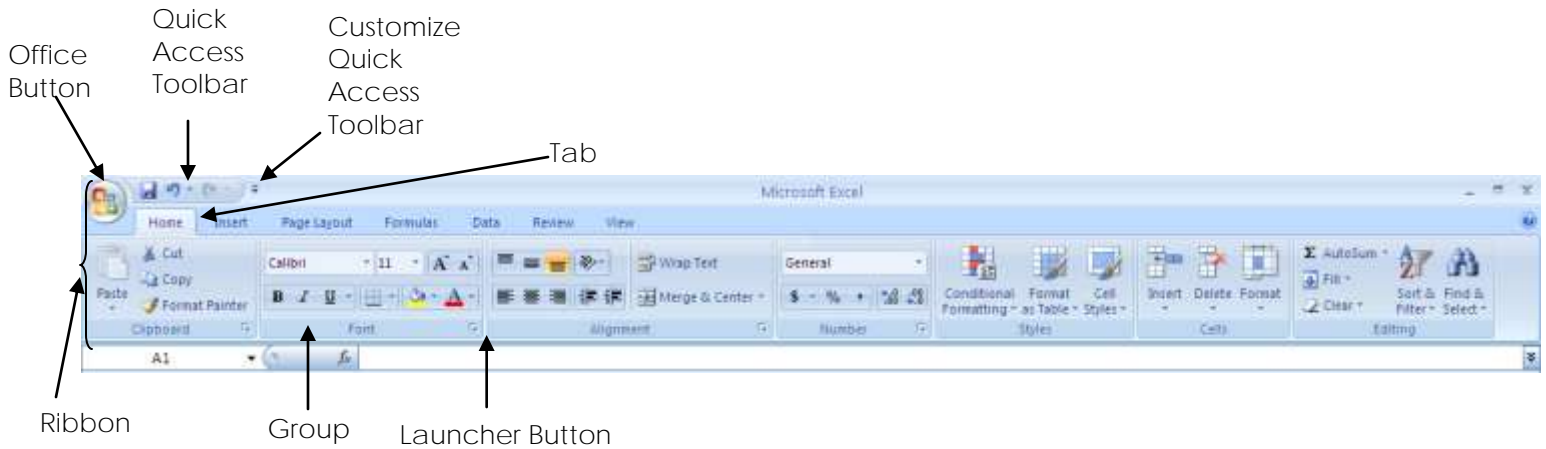 Quick
Access
Toolbar
Customize
Quick
Access
Toolbar
Office
Button
Tab
Microsoft Excel
Home Insert Page Layout Formulas Data Review View
Cut
Copy
Format Painter
Paste
Clipboard
Calibri 11 A A
B I U A
Font
Wrap Text
Merge & Center
Alignment
General
$ % ,
Number
Conditional Formatting
Format as Table
Cell Styles
Styles
Insert Delete Format
Cells
Σ AutoSum
Fill
Clear
Sort & Filter
Find & Select
Editing
A1 fx
Ribbon
Group
Launcher Button